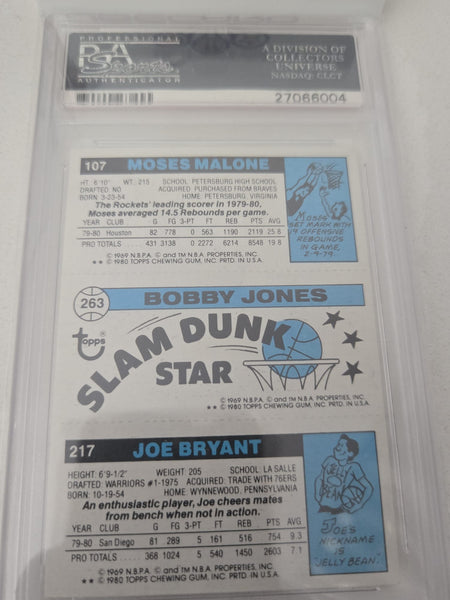 PROFESSIONAL
PSA
Sports
AUTHENTICATOR
A DIVISION OF
COLLECTORS
UNIVERSE
NASDAQ: CLCT
27066004
107 MOSES MALONE
HT: 6'10" WT: 215 SCHOOL: PETERSBURG HIGH SCHOOL
DRAFTED: NO ACQUIRED: PURCHASED FROM BRAVES
BORN: 3-23-54 HOME: PETERSBURG, VIRGINIA
The Rockets' leading scorer in 1979-80,
Moses averaged 14.5 Rebounds per game.
YEAR CLUB G FG 3-PT FT REB PTS AVG
79-80 Houston 82 778 0 563 1190 2119 25.8
PRO TOTALS 431 3138 0 2272 6214 8548 19.8
© 1969 N.B.P.A. © and TM N.B.A. PROPERTIES, INC.
★★ © 1980 TOPPS CHEWING GUM, INC. PRTD. IN U.S.A.
MOSES
SET MARK WITH
19 OFFENSIVE
REBOUNDS
IN GAME,
2-9-79.
263 BOBBY JONES
topps
SLAM DUNK
STAR
© 1969 N.B.P.A. © and TM N.B.A. PROPERTIES, INC.
★★ © 1980 TOPPS CHEWING GUM, INC. PRTD. IN U.S.A.
217 JOE BRYANT
HEIGHT: 6'9-1/2" WEIGHT: 205 SCHOOL: LA SALLE
DRAFTED: WARRIORS #1-1975 ACQUIRED: TRADE WITH 76ERS
BORN: 10-19-54 HOME: WYNNEWOOD, PENNSYLVANIA
An enthusiastic player, Joe cheers mates
from bench when not in action.
YEAR CLUB G FG 3-PT FT REB PTS AVG
79-80 San Diego 81 289 5 161 516 754 9.3
PRO TOTALS 368 1024 5 540 1450 2603 7.1
© 1969 N.B.P.A. © and TM N.B.A. PROPERTIES, INC.
★★ © 1980 TOPPS CHEWING GUM, INC. PRTD. IN U.S.A.
JELLY
BEAN
JOE'S
NICKNAME
IS
"JELLY BEAN"